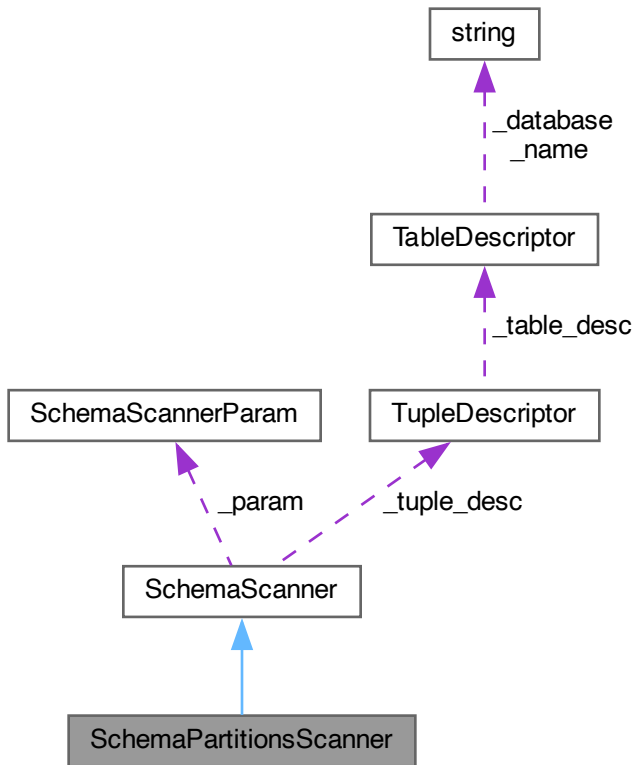 string
_database
_name
TableDescriptor
_table_desc
SchemaScannerParam
TupleDescriptor
_param
_tuple_desc
SchemaScanner
SchemaPartitionsScanner